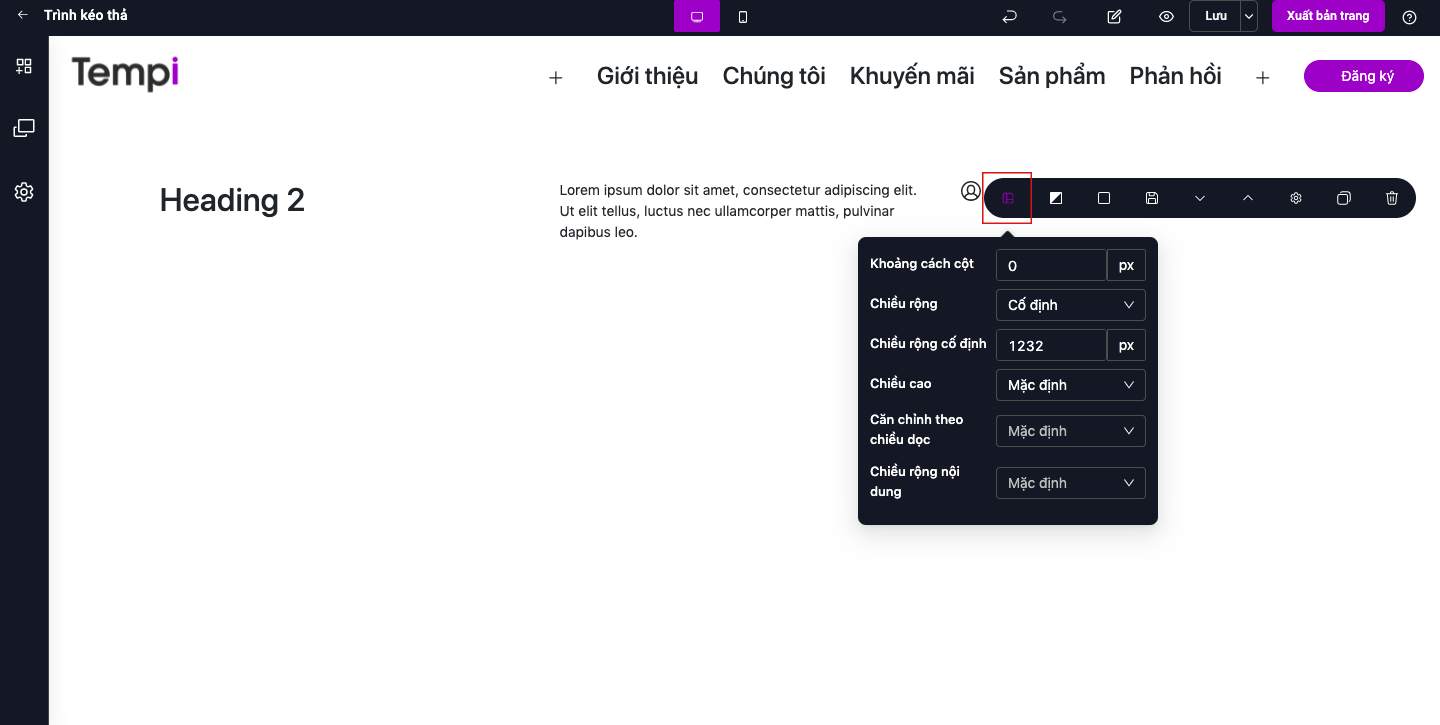 Trình kéo thả
Lưu
Xuất bản trang
Tempi
Giới thiệu Chúng tôi Khuyến mãi Sản phẩm Phản hồi
Đăng ký
Heading 2
Lorem ipsum dolor sit amet, consectetur adipiscing elit.
Ut elit tellus, luctus nec ullamcorper mattis, pulvinar
dapibus leo.
Khoảng cách cột 0 px
Chiều rộng Cố định
Chiều rộng cố định 1232 px
Chiều cao Mặc định
Căn chỉnh theo
chiều dọc
Mặc định
Chiều rộng nội
dung
Mặc định